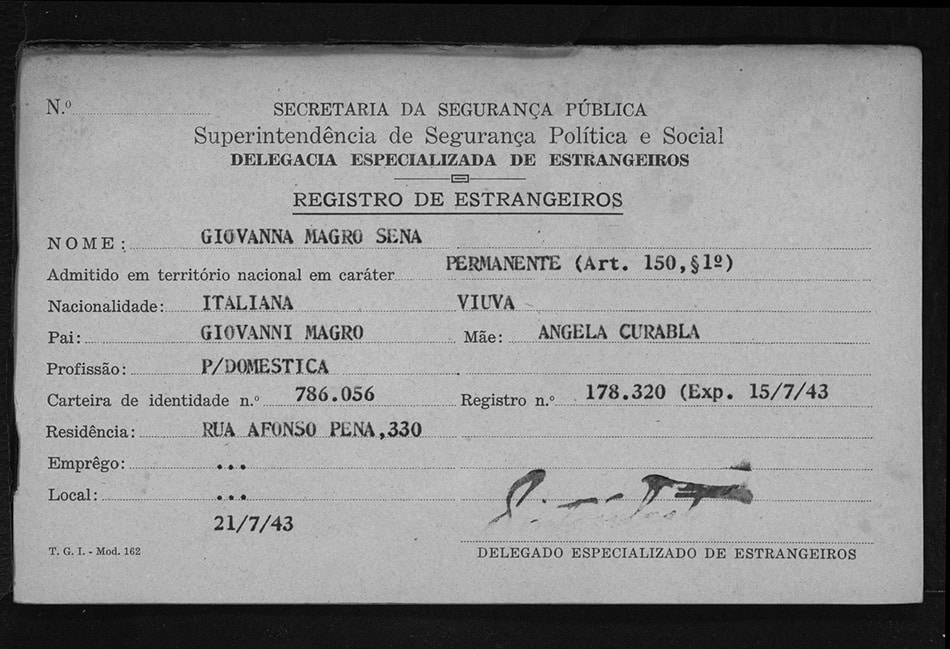 N.º
SECRETARIA DA SEGURANÇA PÚBLICA
Superintendência de Segurança Política e Social
DELEGACIA ESPECIALIZADA DE ESTRANGEIROS
REGISTRO DE ESTRANGEIROS
NOME: GIOVANNA MAGRO SENA
Admitido em território nacional em caráter PERMANENTE (Art. 150,§1º)
Nacionalidade: ITALIANA VIUVA
Pai: GIOVANNI MAGRO Mãe: ANGELA CURABLA
Profissão: P/DOMESTICA
Carteira de identidade n.º 786.056 Registro n.º 178.320 (Exp. 15/7/43
Residência: RUA AFONSO PENA,330
Emprêgo: ...
Local: ...
21/7/43
T. G. I. - Mod. 162 DELEGADO ESPECIALIZADO DE ESTRANGEIROS